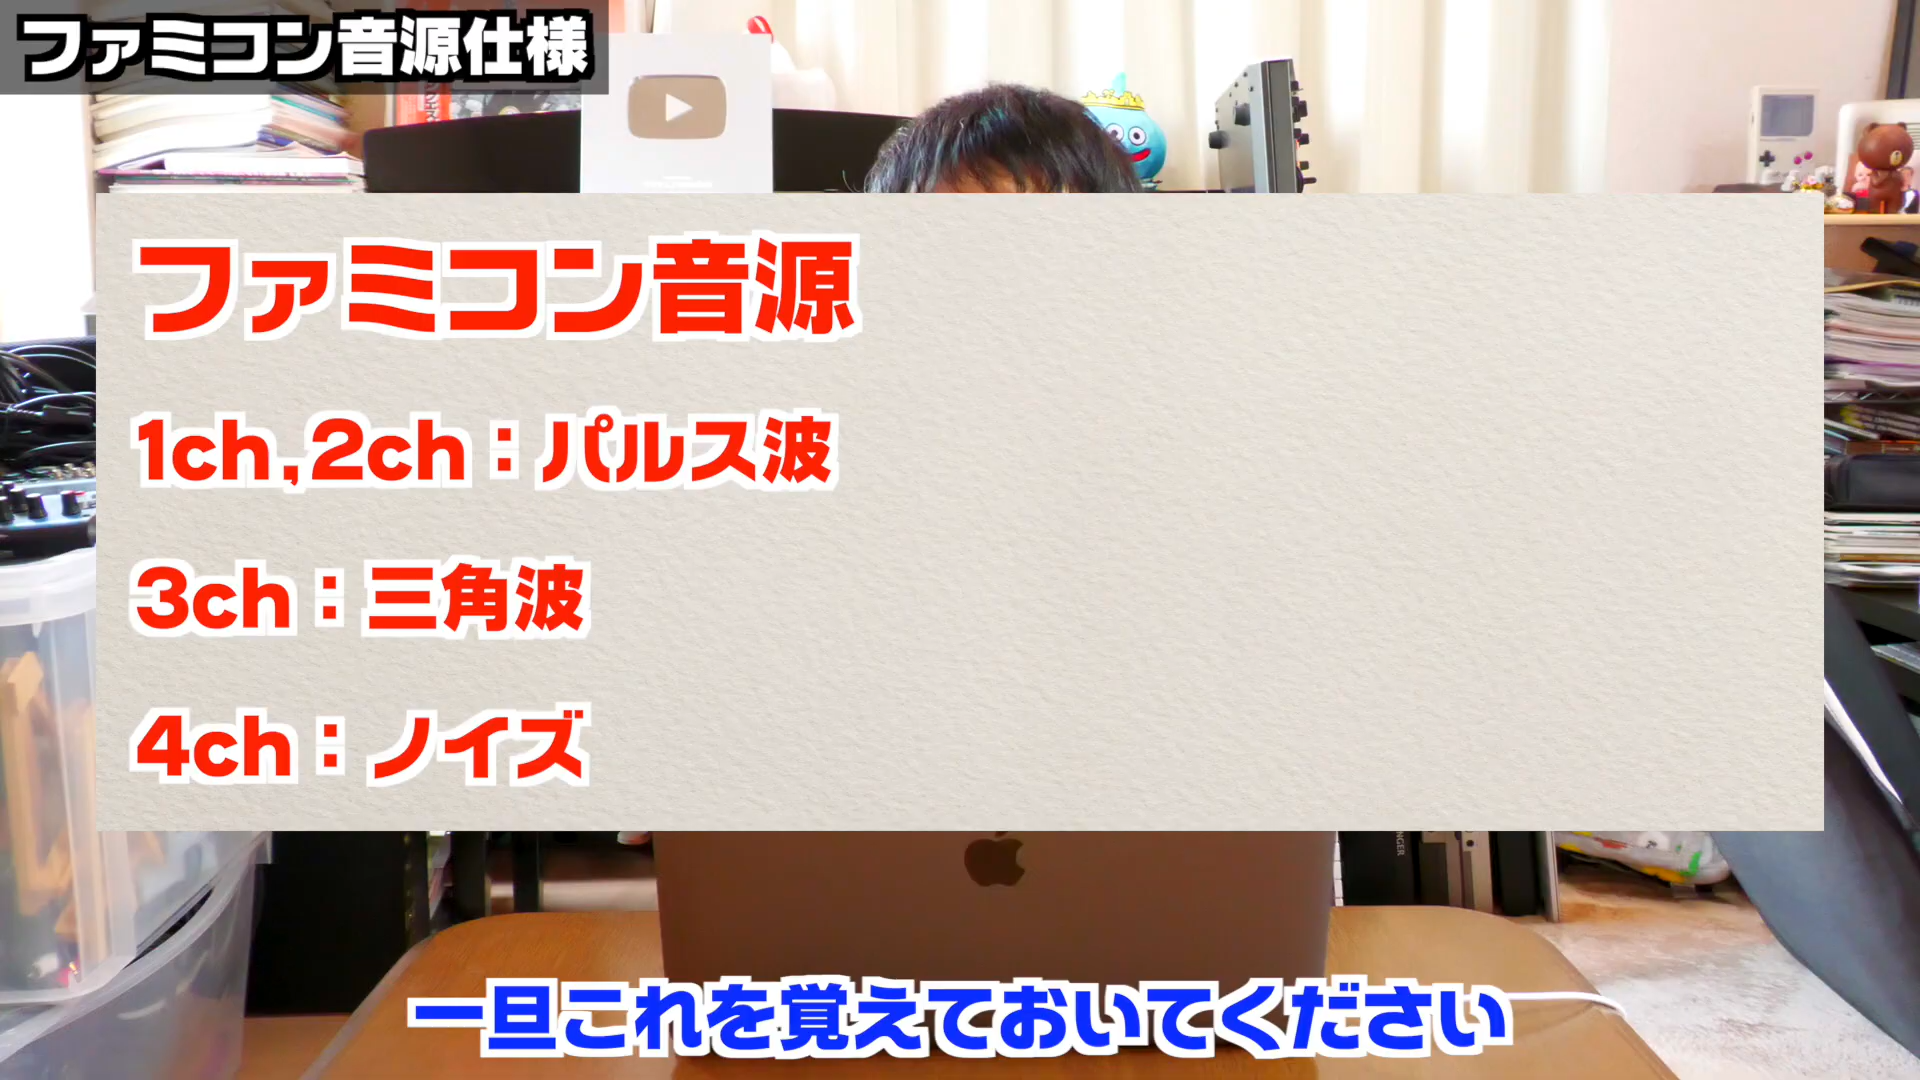 ファミコン音源仕様
ファミコン音源
1ch,2ch：パルス波
3ch：三角波
4ch：ノイズ
一旦これを覚えておいてください